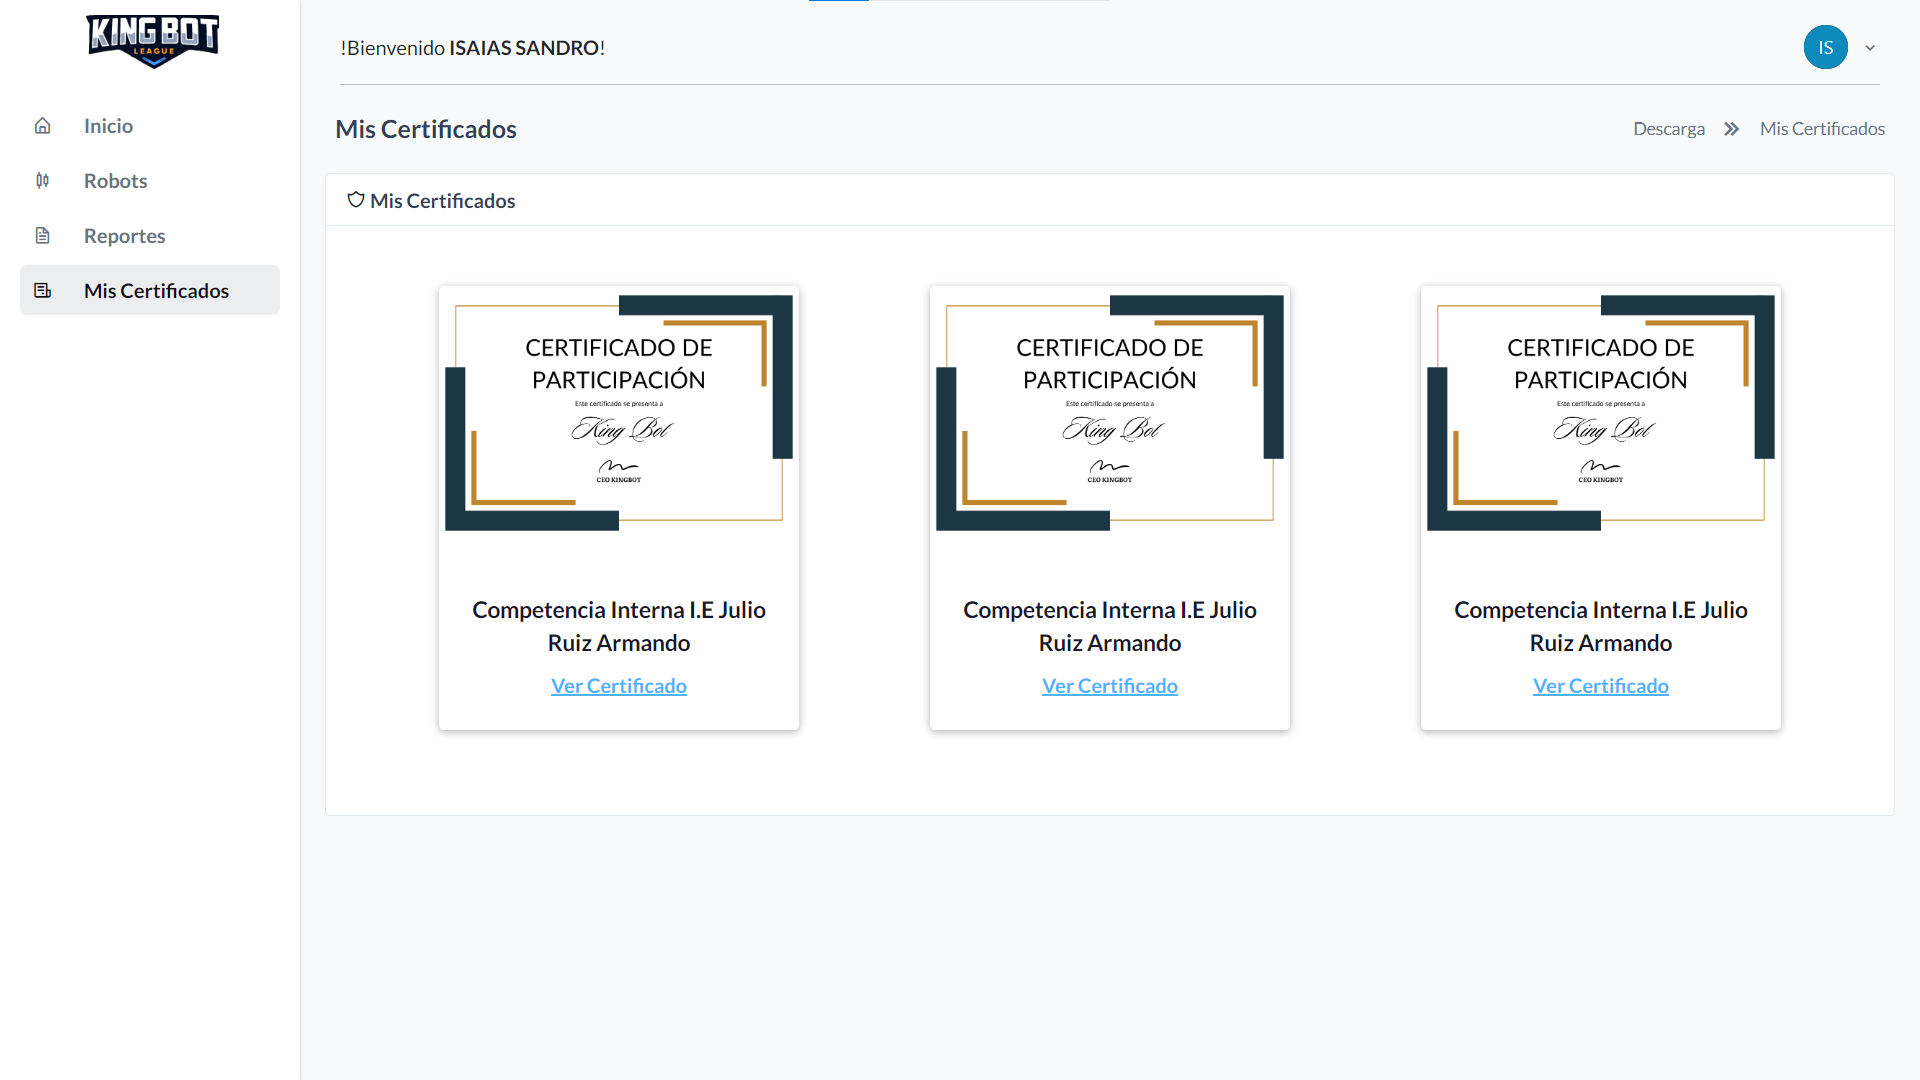 KING BOT
LEAGUE
!Bienvenido ISAIAS SANDRO!
IS
Inicio
Robots
Reportes
Mis Certificados
Mis Certificados
Descarga
Mis Certificados
Mis Certificados
CERTIFICADO DE
PARTICIPACIÓN
Este certificado se presenta a
King Bot
CEO KINGBOT
Competencia Interna I.E Julio
Ruiz Armando
Ver Certificado
CERTIFICADO DE
PARTICIPACIÓN
Este certificado se presenta a
King Bot
CEO KINGBOT
Competencia Interna I.E Julio
Ruiz Armando
Ver Certificado
CERTIFICADO DE
PARTICIPACIÓN
Este certificado se presenta a
King Bot
CEO KINGBOT
Competencia Interna I.E Julio
Ruiz Armando
Ver Certificado